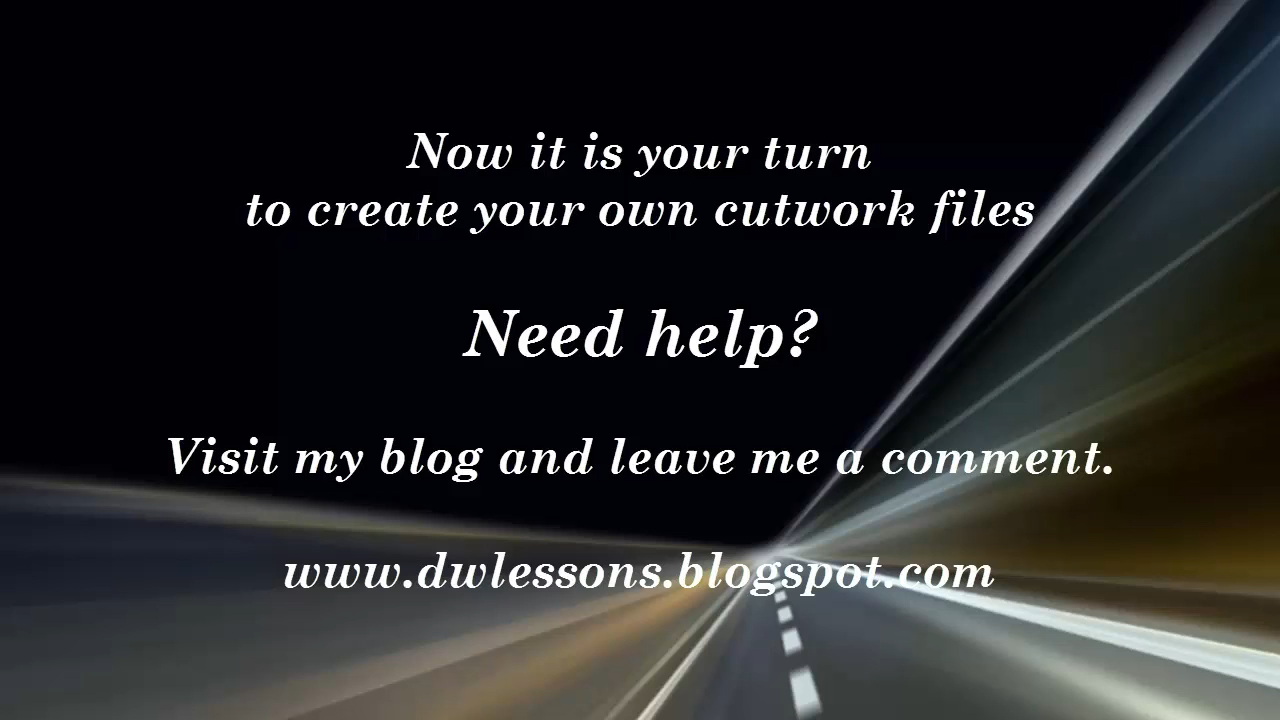 Now it is your turn
to create your own cutwork files
Need help?
Visit my blog and leave me a comment.
www.dwlessons.blogspot.com